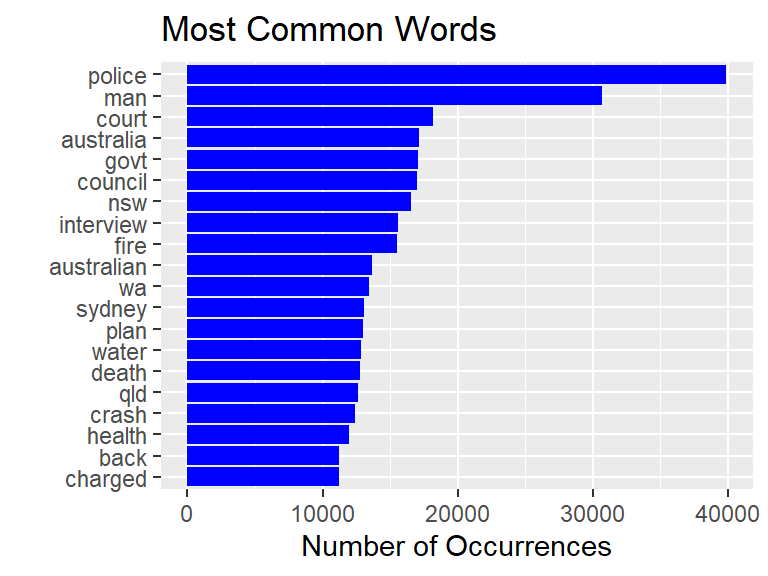 Most Common Words
police
man
court
australia
govt
council
nsw
interview
fire
australian
wa
sydney
plan
water
death
qld
crash
health
back
charged
0 10000 20000 30000 40000
Number of Occurrences